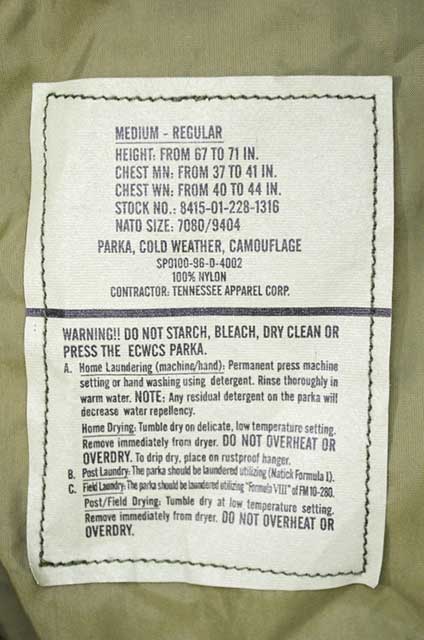 MEDIUM - REGULAR
HEIGHT: FROM 67 TO 71 IN.
CHEST MN: FROM 37 TO 41 IN.
CHEST WN: FROM 40 TO 44 IN.
STOCK NO.: 8415-01-228-1316
NATO SIZE: 7080/9404
PARKA, COLD WEATHER, CAMOUFLAGE
SPO100-96-D-4002
100% NYLON
CONTRACTOR: TENNESSEE APPAREL CORP.
WARNING!! DO NOT STARCH, BLEACH, DRY CLEAN OR
PRESS THE ECWCS PARKA.
A. Home Laundering (machine/hand): Permanent press machine
setting or hand washing using detergent. Rinse thoroughly in
warm water. NOTE: Any residual detergent on the parka will
decrease water repellency.
Home Drying: Tumble dry on delicate, low temperature setting.
Remove immediately from dryer. DO NOT OVERHEAT OR
OVERDRY. To drip dry, place on rustproof hanger.
B. Post Laundry: The parka should be laundered utilizing (Natick Formula I).
C. Field Laundry: The parka should be laundered utilizing "Formula VIII" of FM 10-280.
Post/Field Drying: Tumble dry at low temperature setting.
Remove immediately from dryer. DO NOT OVERHEAT OR
OVERDRY.